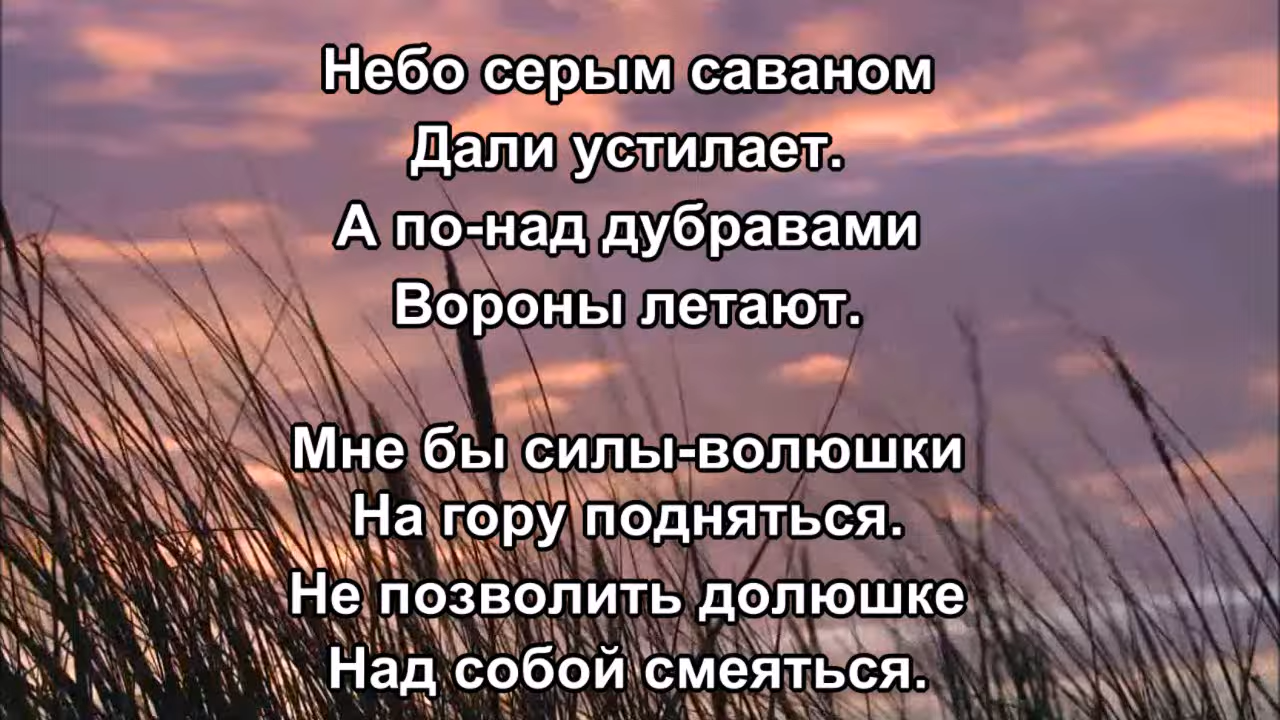 Небо серым саваном
Дали устилает.
А по-над дубравами
Вороны летают.
Мне бы силы-волюшки
На гору подняться.
Не позволить долюшке
Над собой смеяться.